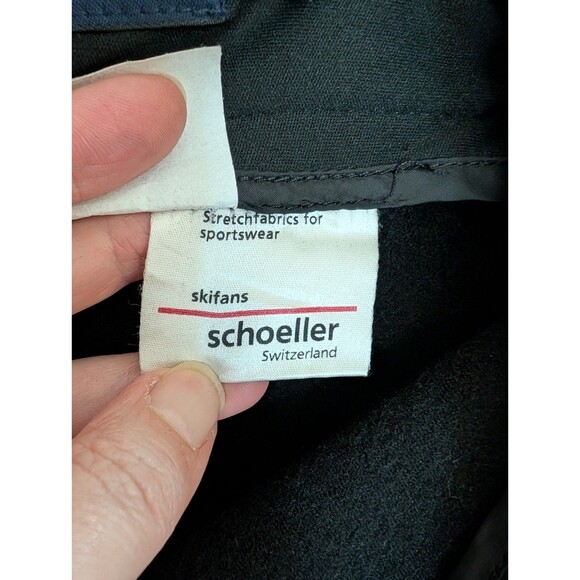 Stretchfabrics for
sportswear
skifans
schoeller
Switzerland